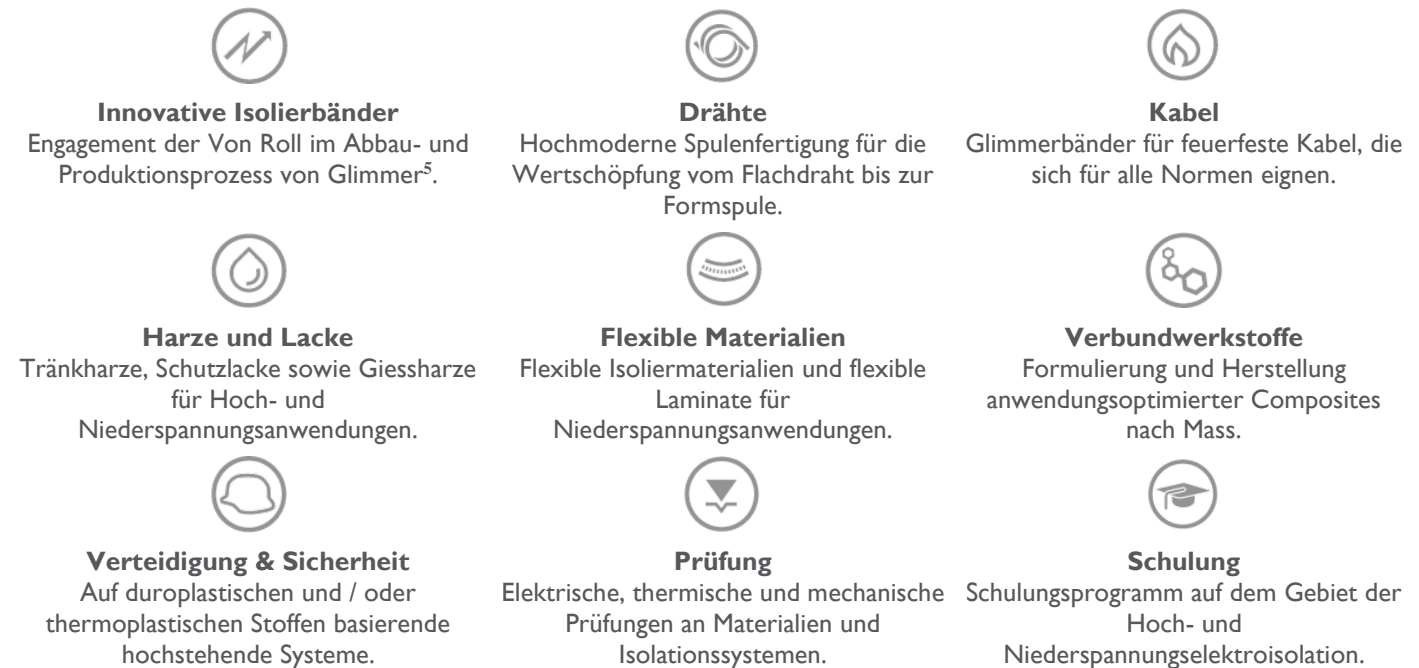 Innovative Isolierbänder
Engagement der Von Roll im Abbau- und
Produktionsprozess von Glimmer⁵.
Drähte
Hochmoderne Spulenfertigung für die
Wertschöpfung vom Flachdraht bis zur
Formspule.
Kabel
Glimmerbänder für feuerfeste Kabel, die
sich für alle Normen eignen.
Harze und Lacke
Tränkharze, Schutzlacke sowie Giessharze
für Hoch- und
Niederspannungsanwendungen.
Flexible Materialien
Flexible Isoliermaterialien und flexible
Laminate für
Niederspannungsanwendungen.
Verbundwerkstoffe
Formulierung und Herstellung
anwendungsoptimierter Composites
nach Mass.
Verteidigung & Sicherheit
Auf duroplastischen und / oder
thermoplastischen Stoffen basierende
hochstehende Systeme.
Prüfung
Elektrische, thermische und mechanische
Prüfungen an Materialien und
Isolationssystemen.
Schulung
Schulungsprogramm auf dem Gebiet der
Hoch- und
Niederspannungselektroisolation.